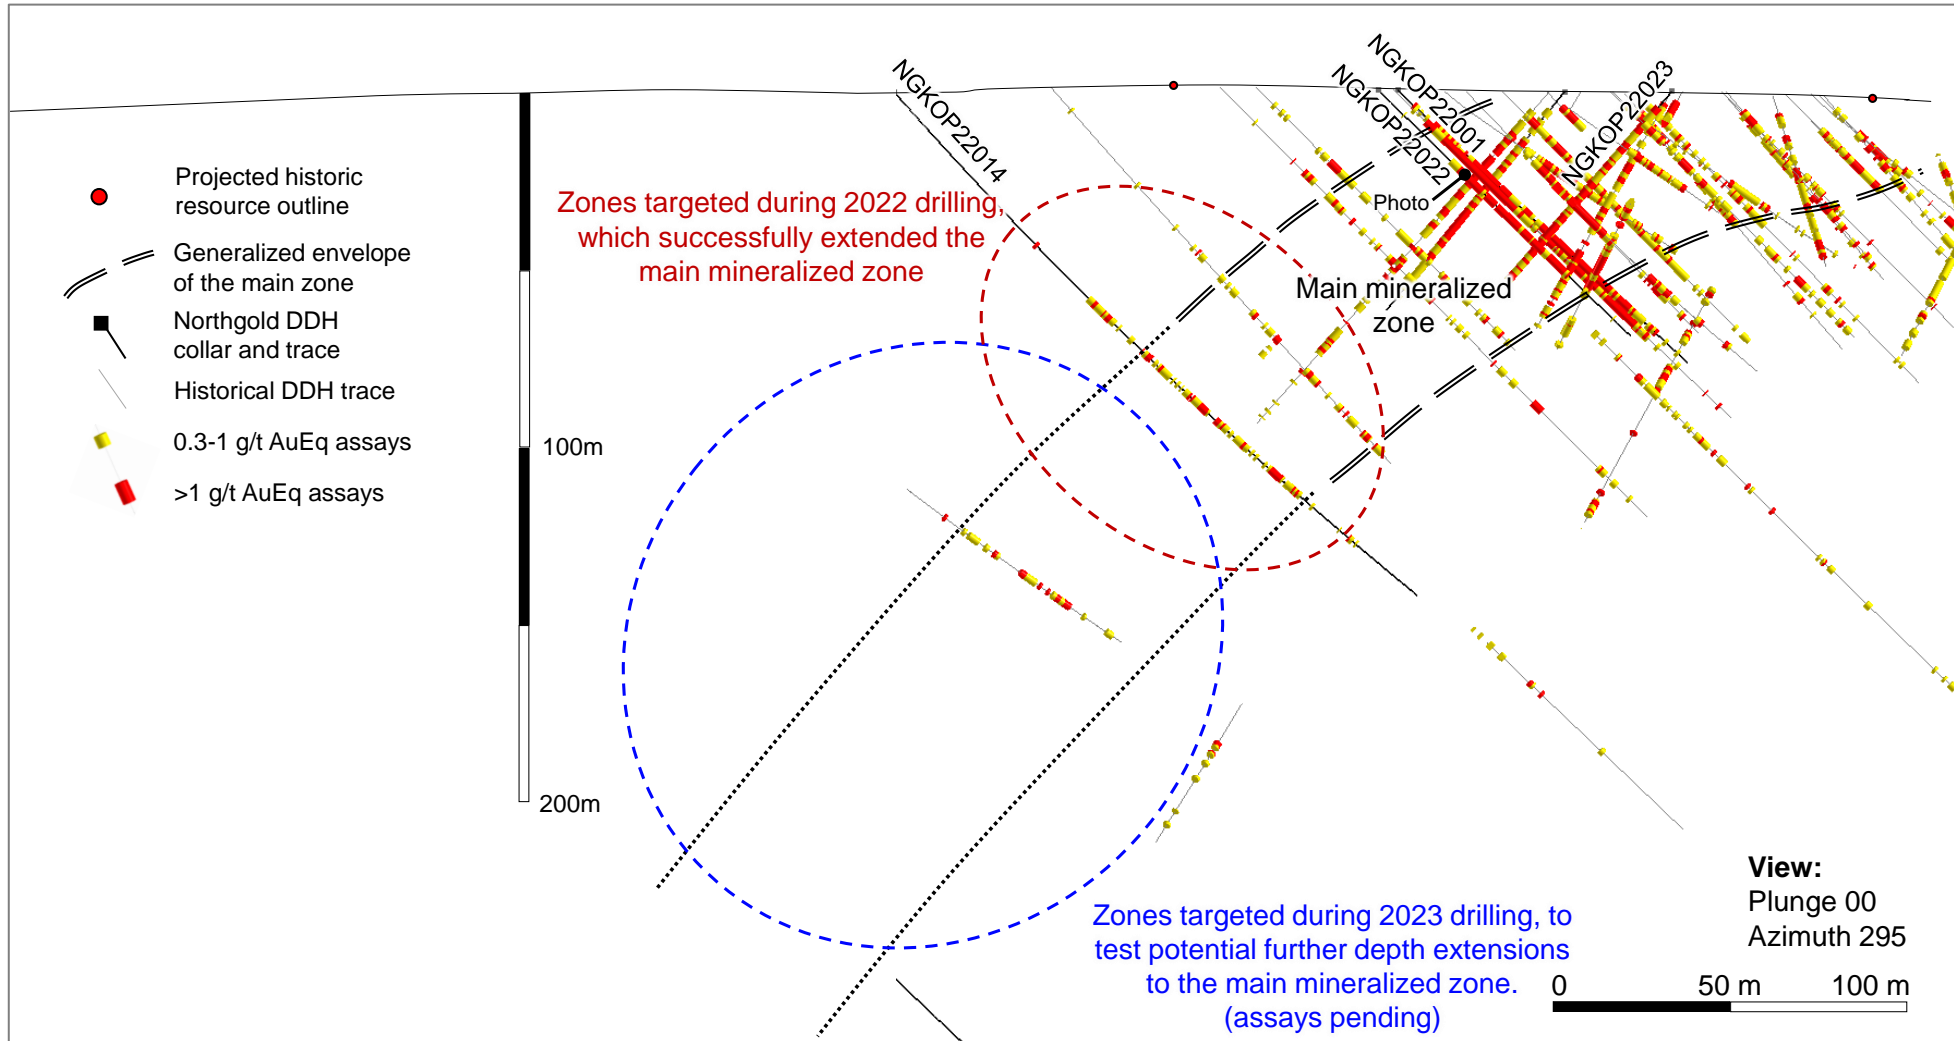 NGKOP22014
NGKOP22001
NGKOP22022
NGKOP22023
Projected historic
resource outline
Generalized envelope
of the main zone
Northgold DDH
collar and trace
Historical DDH trace
0.3-1 g/t AuEq assays
>1 g/t AuEq assays
Zones targeted during 2022 drilling,
which successfully extended the
main mineralized zone
Photo
Main mineralized
zone
100m
200m
Zones targeted during 2023 drilling, to
test potential further depth extensions
to the main mineralized zone.
(assays pending)
View:
Plunge 00
Azimuth 295
0 50 m 100 m